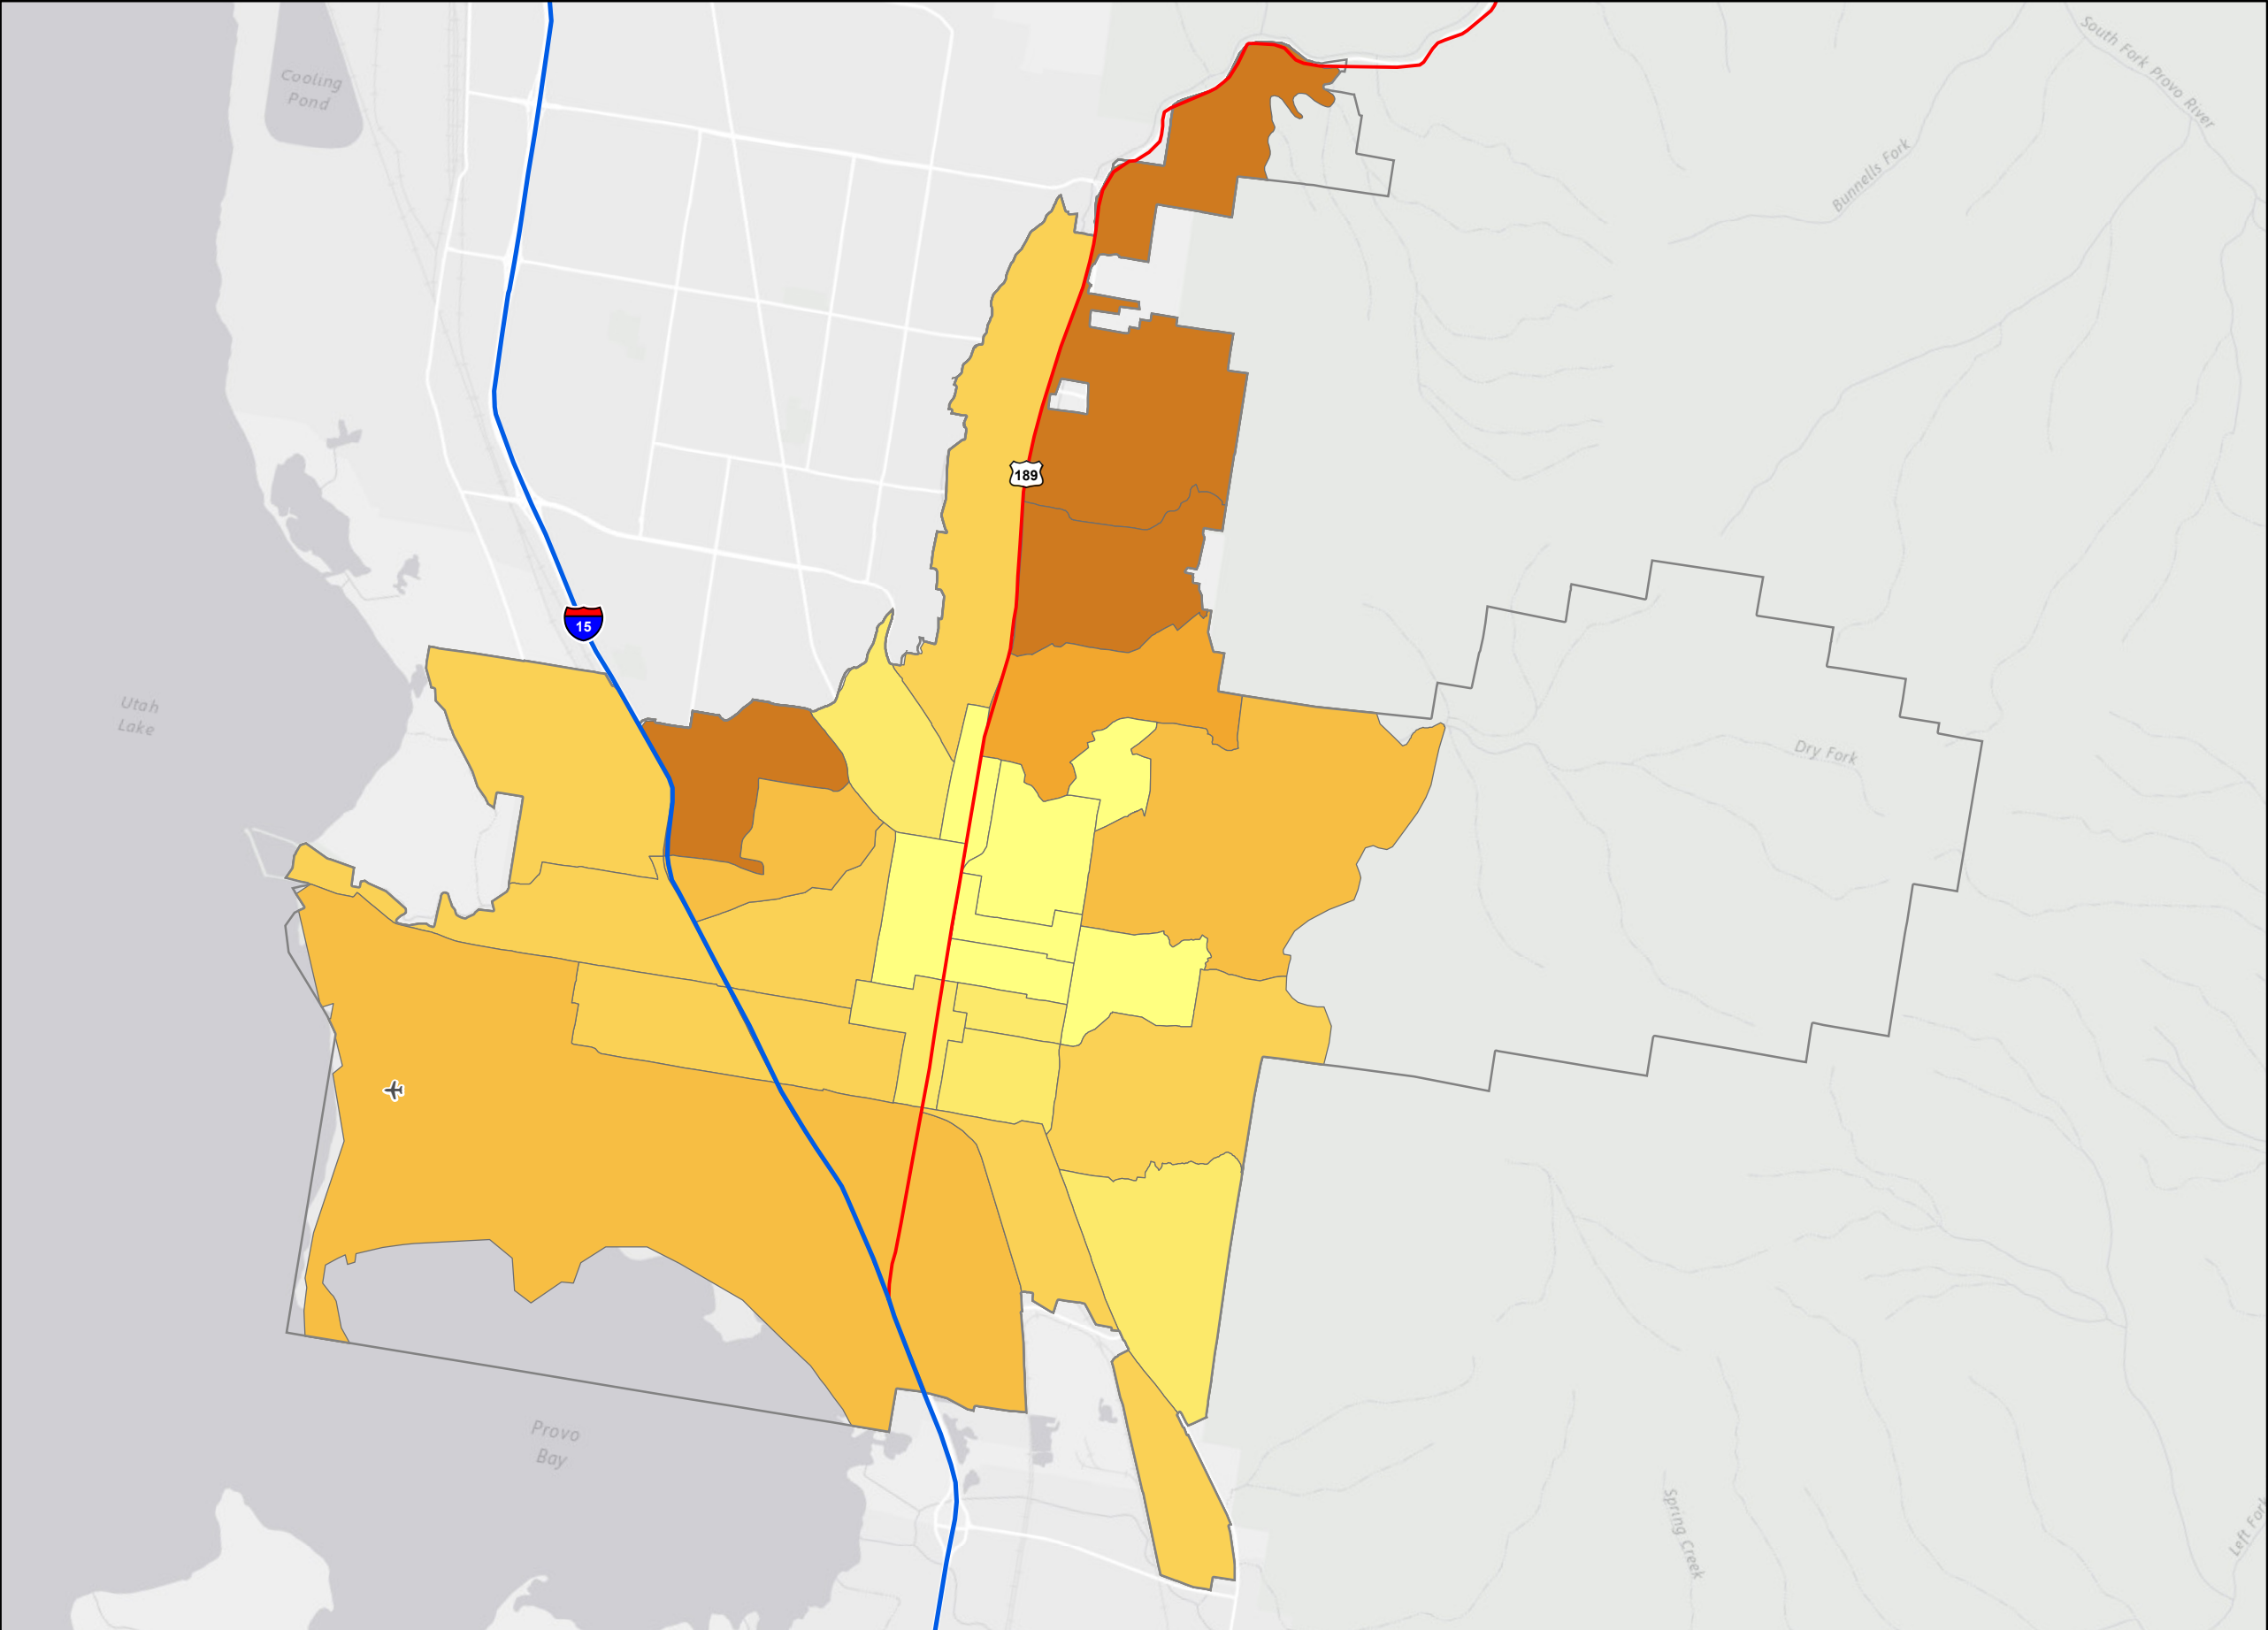 Cooling
Pond
South Fork Provo River
Bunnells Fork
189
15
Utah
Lake
Dry Fork
Provo
Bay
Spring Creek
Left Fork